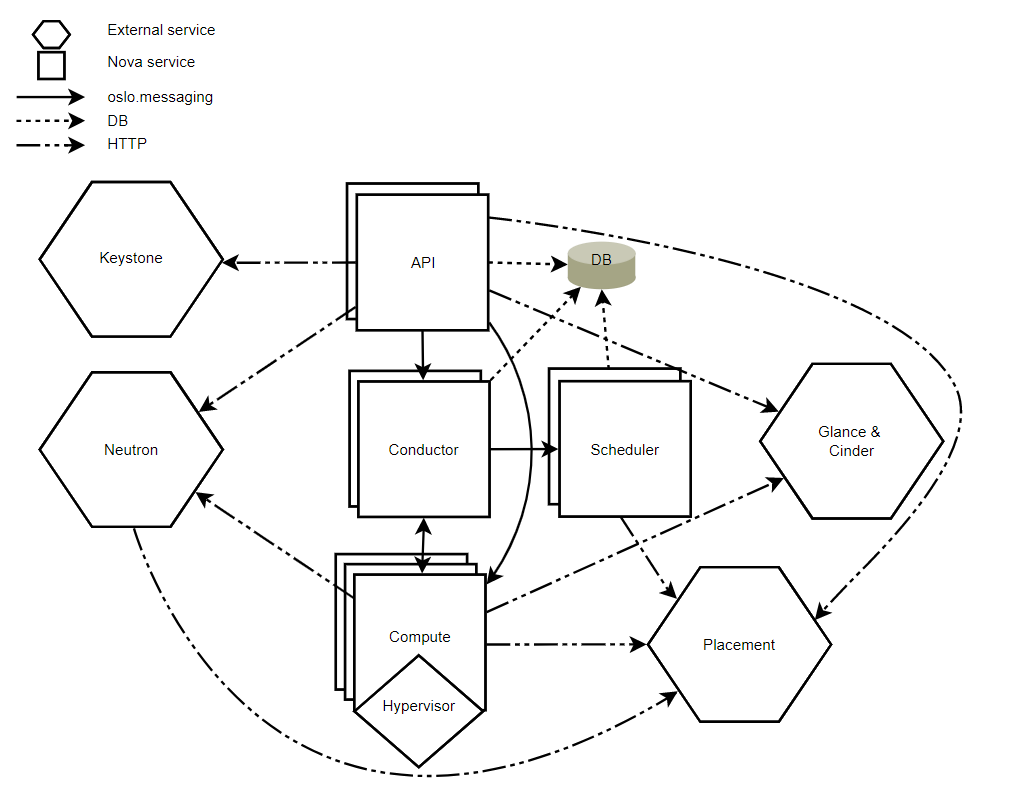 External service
Nova service
oslo.messaging
DB
HTTP
Keystone
API
DB
Neutron
Conductor
Scheduler
Glance &
Cinder
Compute
Hypervisor
Placement